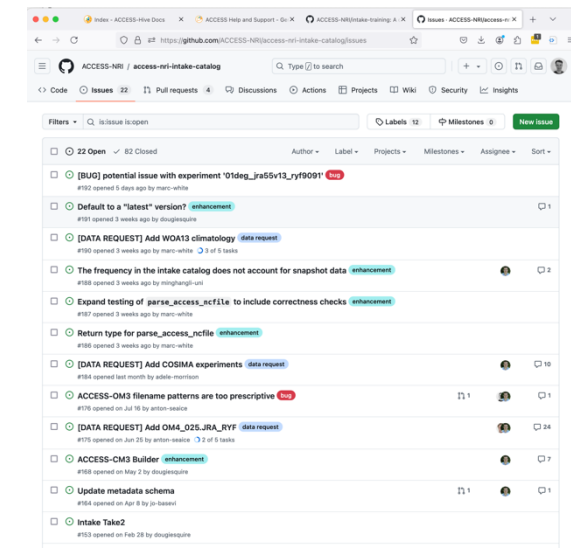 Index - ACCESS-Hive Docs
ACCESS Help and Support - Go
ACCESS-NRI/intake-training: A
Issues · ACCESS-NRI/access-nr
https://github.com/ACCESS-NRI/access-nri-intake-catalog/issues
ACCESS-NRI / access-nri-intake-catalog
Type / to search
Code
Issues 22
Pull requests 4
Discussions
Actions
Projects
Wiki
Security
Insights
Filters
is:issue is:open
Labels 12
Milestones 0
New issue
22 Open
82 Closed
Author
Label
Projects
Milestones
Assignee
Sort
[BUG] potential issue with experiment '01deg_jra55v13_ryf9091' bug
#192 opened 5 days ago by marc-white
Default to a "latest" version? enhancement 1
#191 opened 3 weeks ago by dougiesquire
[DATA REQUEST] Add WOA13 climatology data request
#190 opened 3 weeks ago by marc-white 3 of 5 tasks
The frequency in the intake catalog does not account for snapshot data enhancement 2
#188 opened 3 weeks ago by minghangli-uni
Expand testing of parse_access_ncfile to include correctness checks enhancement
#187 opened 3 weeks ago by marc-white
Return type for parse_access_ncfile enhancement
#186 opened 3 weeks ago by marc-white
[DATA REQUEST] Add COSIMA experiments data request 10
#184 opened last month by adele-morrison
ACCESS-OM3 filename patterns are too prescriptive bug 1 1
#176 opened on Jul 16 by anton-seaice
[DATA REQUEST] Add OM4_025.JRA_RYF data request 24
#175 opened on Jun 25 by anton-seaice 2 of 5 tasks
ACCESS-CM3 Builder enhancement 7
#168 opened on May 2 by dougiesquire
Update metadata schema 1 1
#164 opened on Apr 8 by jo-basevi
Intake Take2
#153 opened on Feb 28 by dougiesquire